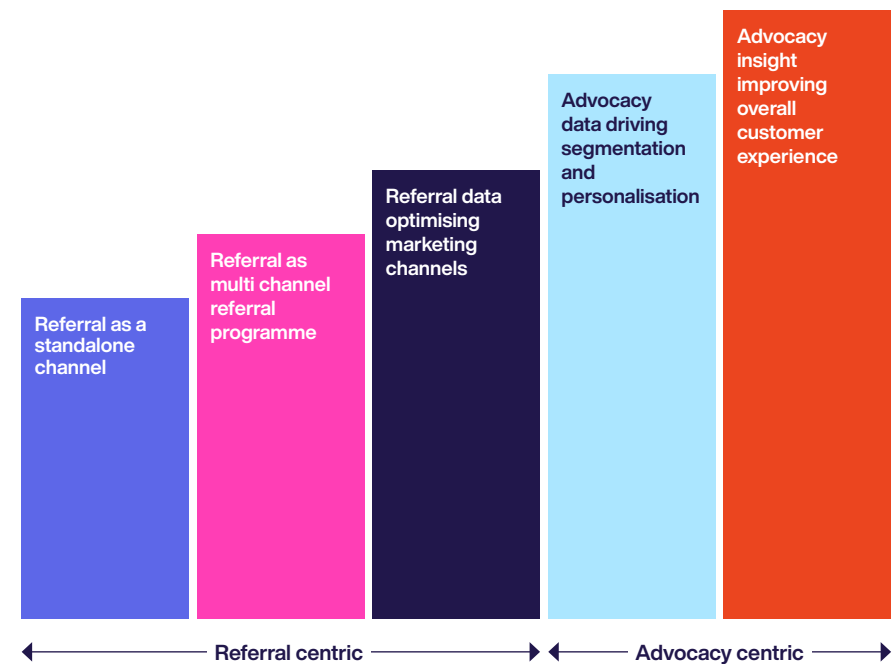 Referral as a
standalone
channel
Referral as
multi channel
referral
programme
Referral data
optimising
marketing
channels
Advocacy
data driving
segmentation
and
personalisation
Advocacy
insight
improving
overall
customer
experience
Referral centric
Advocacy centric